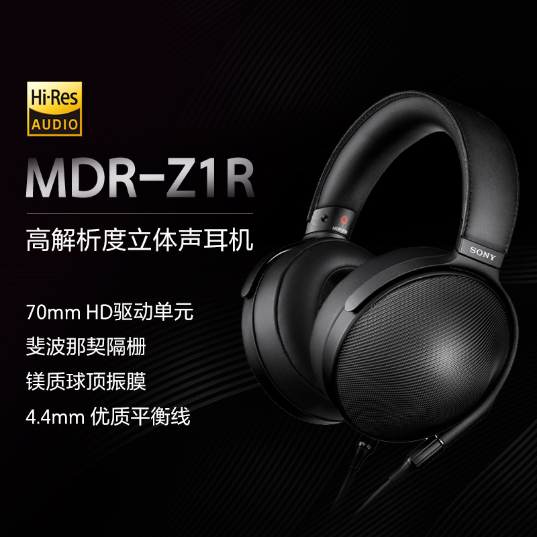 Hi-Res
AUDIO
MDR-Z1R
高解析度立体声耳机
70mm HD驱动单元
斐波那契隔栅
镁质球顶振膜
4.4mm 优质平衡线
SONY